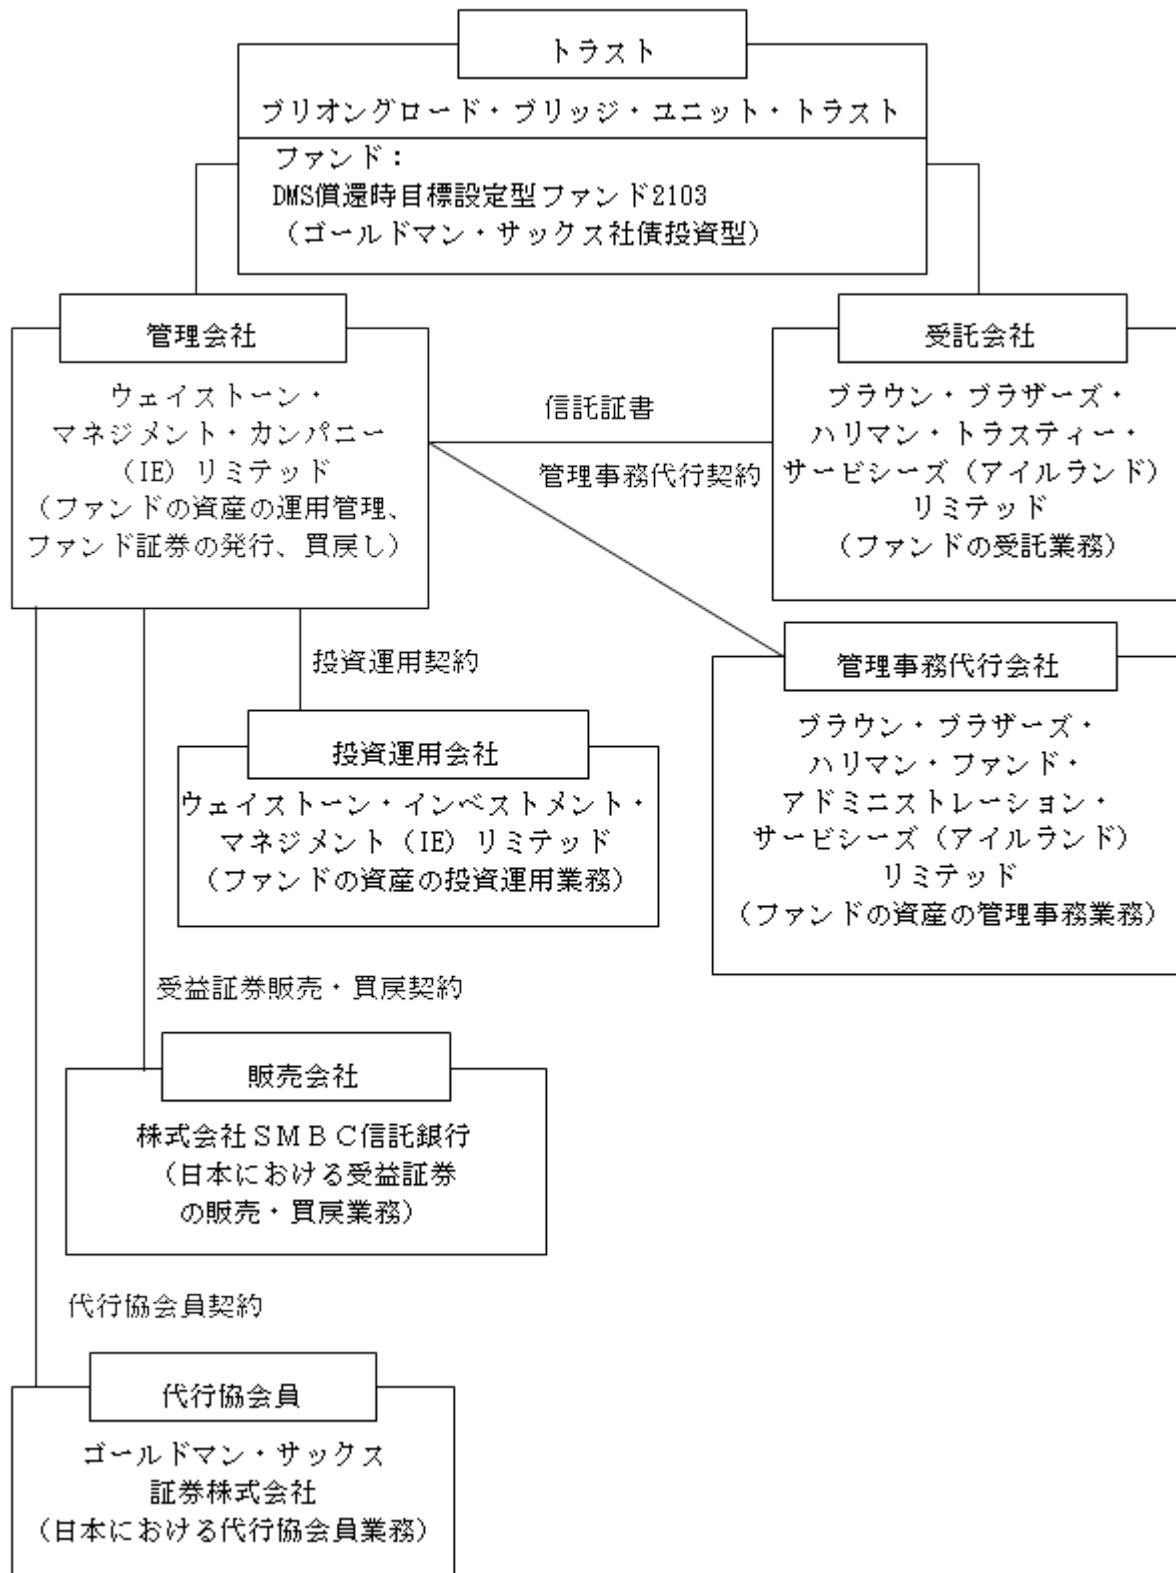 トラスト
ブリオングロード・ブリッジ・ユニット・トラスト
ファンド：
DMS償還時目標設定型ファンド2103
（ゴールドマン・サックス社債投資型）
管理会社
ウェイストーン・
マネジメント・カンパニー
（IE）リミテッド
（ファンドの資産の運用管理、
ファンド証券の発行、買戻し）
信託証書
管理事務代行契約
受託会社
ブラウン・ブラザーズ・
ハリマン・トラスティー・
サービシーズ（アイルランド）
リミテッド
（ファンドの受託業務）
投資運用契約
管理事務代行会社
ブラウン・ブラザーズ・
ハリマン・ファンド・
アドミニストレーション・
サービシーズ（アイルランド）
リミテッド
（ファンドの資産の管理事務業務）
投資運用会社
ウェイストーン・インベストメント・
マネジメント（IE）リミテッド
（ファンドの資産の投資運用業務）
受益証券販売・買戻契約
販売会社
株式会社ＳＭＢＣ信託銀行
（日本における受益証券
の販売・買戻業務）
代行協会員契約
代行協会員
ゴールドマン・サックス
証券株式会社
（日本における代行協会員業務）